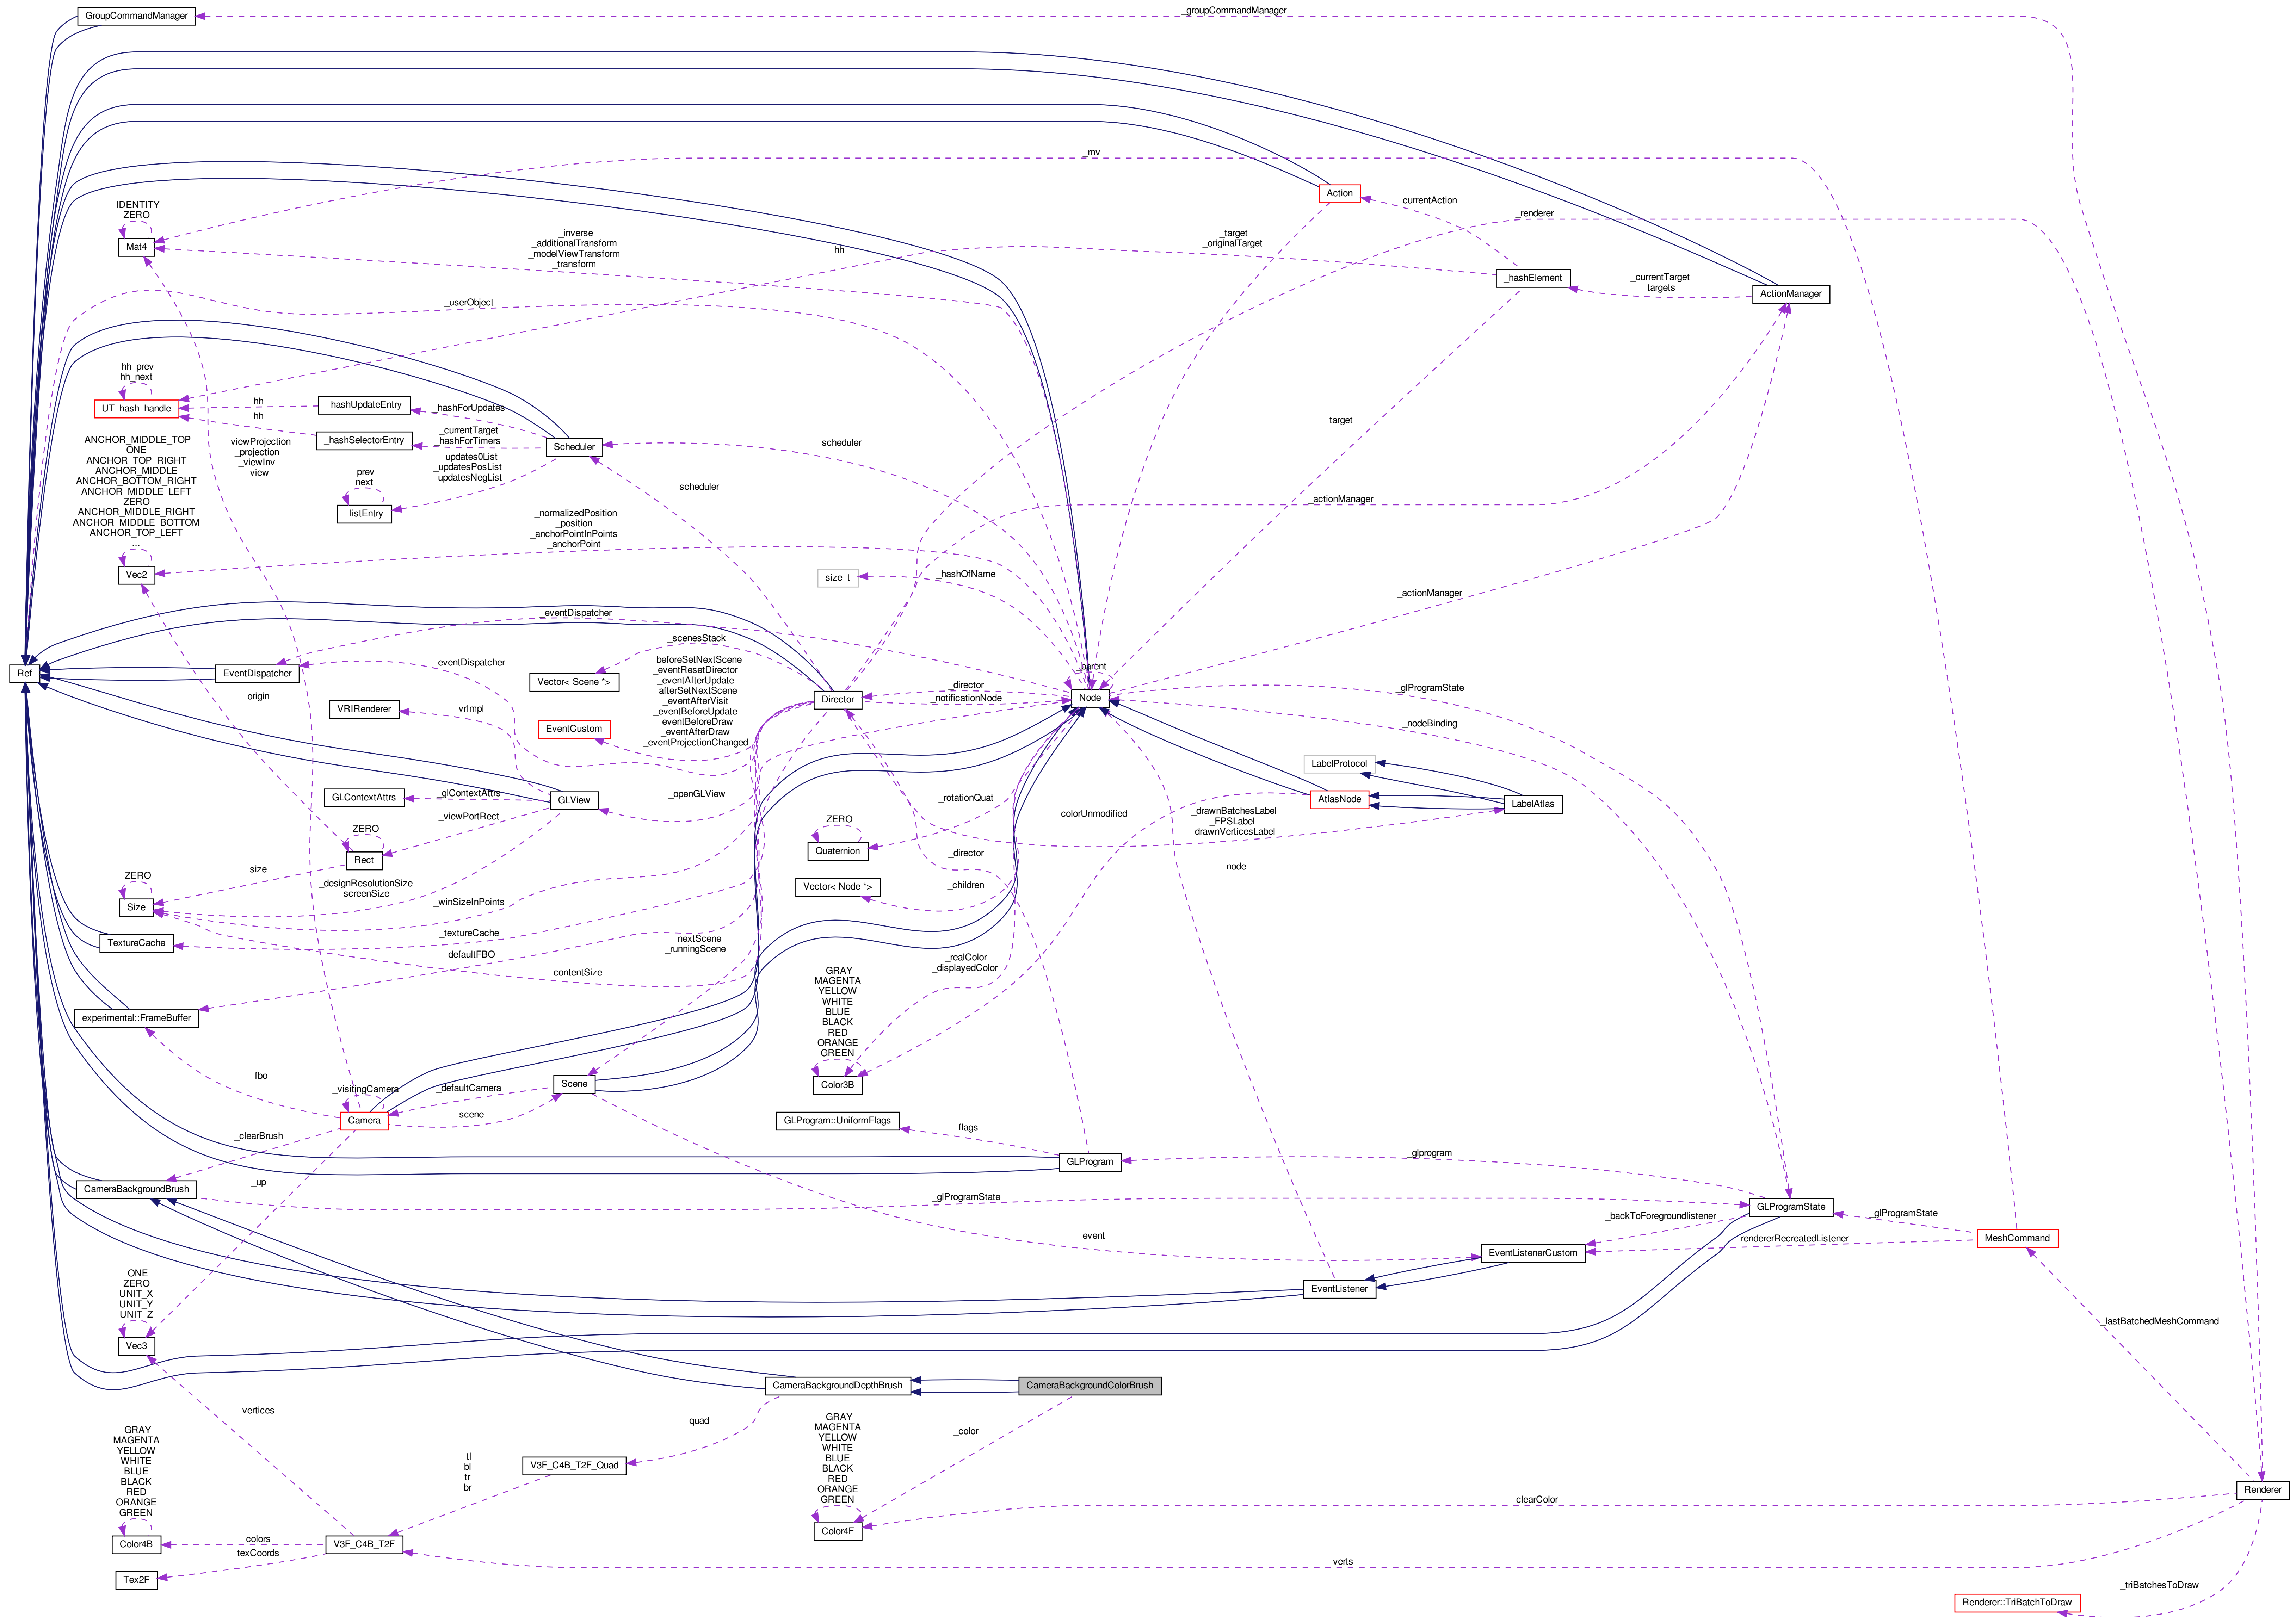 GroupCommandManager
_groupCommandManager
_mv
Action
currentAction
_renderer
IDENTITY
ZERO
Mat4
_inverse
_additionalTransform
_modelViewTransform
_transform
hh
_target
_originalTarget
_hashElement
_currentTarget
_targets
ActionManager
_userObject
hh_prev
hh_next
UT_hash_handle
hh
_hashUpdateEntry
_hashForUpdates
hh
_hashSelectorEntry
_currentTarget
_hashForTimers
Scheduler
_scheduler
target
_viewProjection
_projection
_viewInv
_view
_updates0List
_updatesPosList
_updatesNegList
prev
next
_listEntry
_scheduler
_actionManager
ANCHOR_MIDDLE_TOP
ONE
ANCHOR_TOP_RIGHT
ANCHOR_MIDDLE
ANCHOR_BOTTOM_RIGHT
ANCHOR_MIDDLE_LEFT
ZERO
ANCHOR_MIDDLE_RIGHT
ANCHOR_MIDDLE_BOTTOM
ANCHOR_TOP_LEFT
...
Vec2
_normalizedPosition
_position
_anchorPointInPoints
_anchorPoint
size_t
_hashOfName
_actionManager
_eventDispatcher
Ref
EventDispatcher
_eventDispatcher
_scenesStack
Vector< Scene *>
_beforeSetNextScene
_eventResetDirector
_eventAfterUpdate
_afterSetNextScene
_eventAfterVisit
_eventBeforeUpdate
_eventBeforeDraw
_eventAfterDraw
_eventProjectionChanged
Director
_director
_notificationNode
_parent
Node
_glProgramState
_nodeBinding
origin
VRIRenderer
_vrImpl
EventCustom
LabelProtocol
GLContextAttrs
_glContextAttrs
GLView
_openGLView
_rotationQuat
_colorUnmodified
AtlasNode
LabelAtlas
_drawnBatchesLabel
_FPSLabel
_drawnVerticesLabel
_viewPortRect
ZERO
Rect
ZERO
Quaternion
_director
size
_designResolutionSize
_screenSize
_node
ZERO
Size
_winSizeInPoints
Vector< Node *>
_children
TextureCache
_textureCache
_nextScene
_runningScene
_defaultFBO
_contentSize
_realColor
_displayedColor
experimental::FrameBuffer
GRAY
MAGENTA
YELLOW
WHITE
BLUE
BLACK
RED
ORANGE
GREEN
Color3B
_fbo
_visitingCamera
_defaultCamera
Scene
Camera
_scene
GLProgram::UniformFlags
_flags
_clearBrush
GLProgram
_glprogram
CameraBackgroundBrush
_up
_glProgramState
GLProgramState
_backToForegroundlistener
_glProgramState
MeshCommand
_event
EventListenerCustom
_rendererRecreatedListener
EventListener
ONE
ZERO
UNIT_X
UNIT_Y
UNIT_Z
Vec3
_lastBatchedMeshCommand
CameraBackgroundDepthBrush
CameraBackgroundColorBrush
vertices
_quad
_color
GRAY
MAGENTA
YELLOW
WHITE
BLUE
BLACK
RED
ORANGE
GREEN
Color4B
tl
bl
tr
br
V3F_C4B_T2F_Quad
GRAY
MAGENTA
YELLOW
WHITE
BLUE
BLACK
RED
ORANGE
GREEN
Color4F
_clearColor
Renderer
colors
V3F_C4B_T2F
texCoords
Tex2F
_verts
_triBatchesToDraw
Renderer::TriBatchToDraw